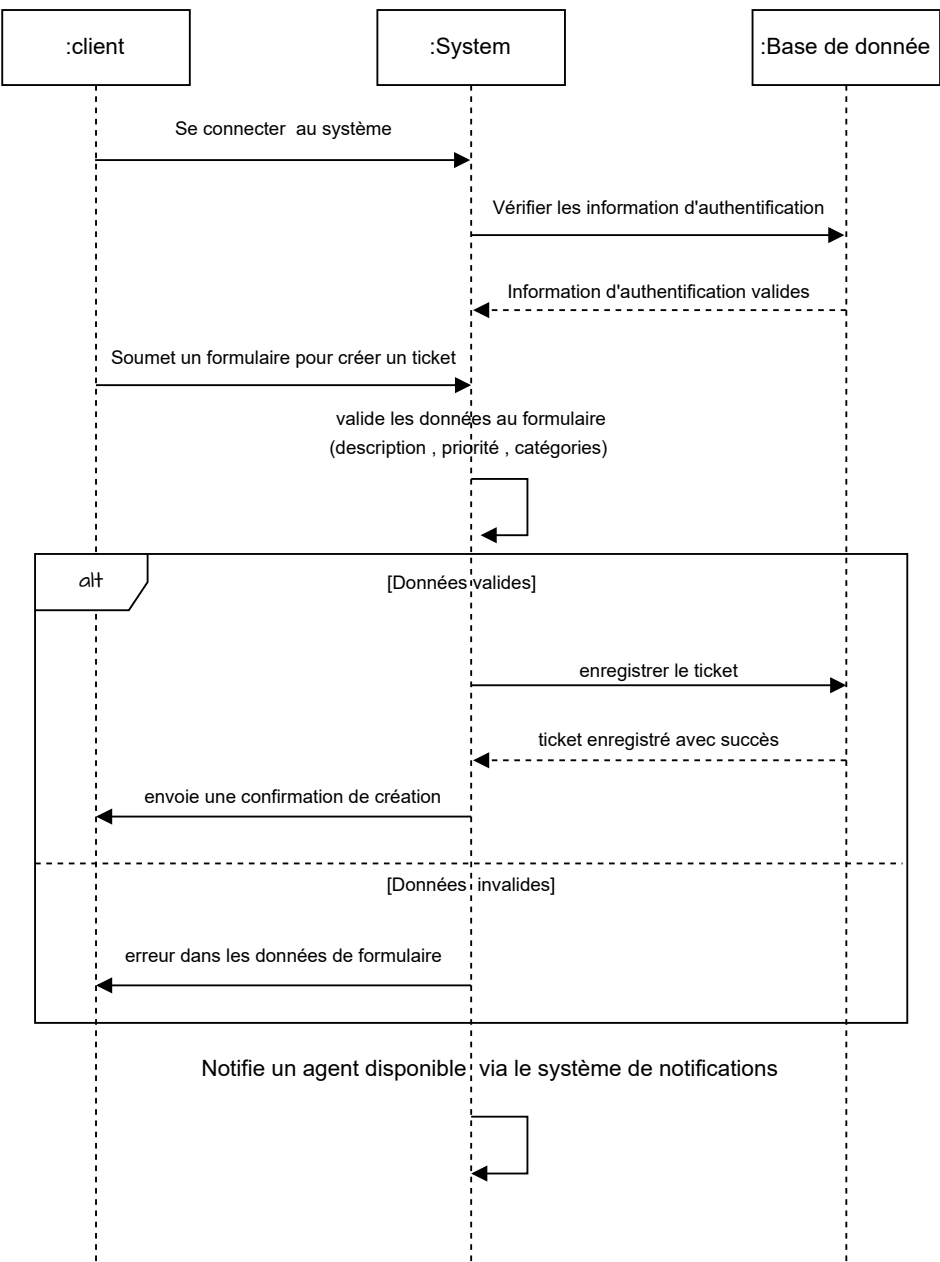 :client
:System
:Base de donnée
Se connecter  au système
Vérifier les information d'authentification
Information d'authentification valides
Soumet un formulaire pour créer un ticket
valide les données au formulaire
(description , priorité , catégories)
alt
[Données valides]
enregistrer le ticket
ticket enregistré avec succès
envoie une confirmation de création
[Données  invalides]
erreur dans les données de formulaire
Notifie un agent disponible  via le système de notifications